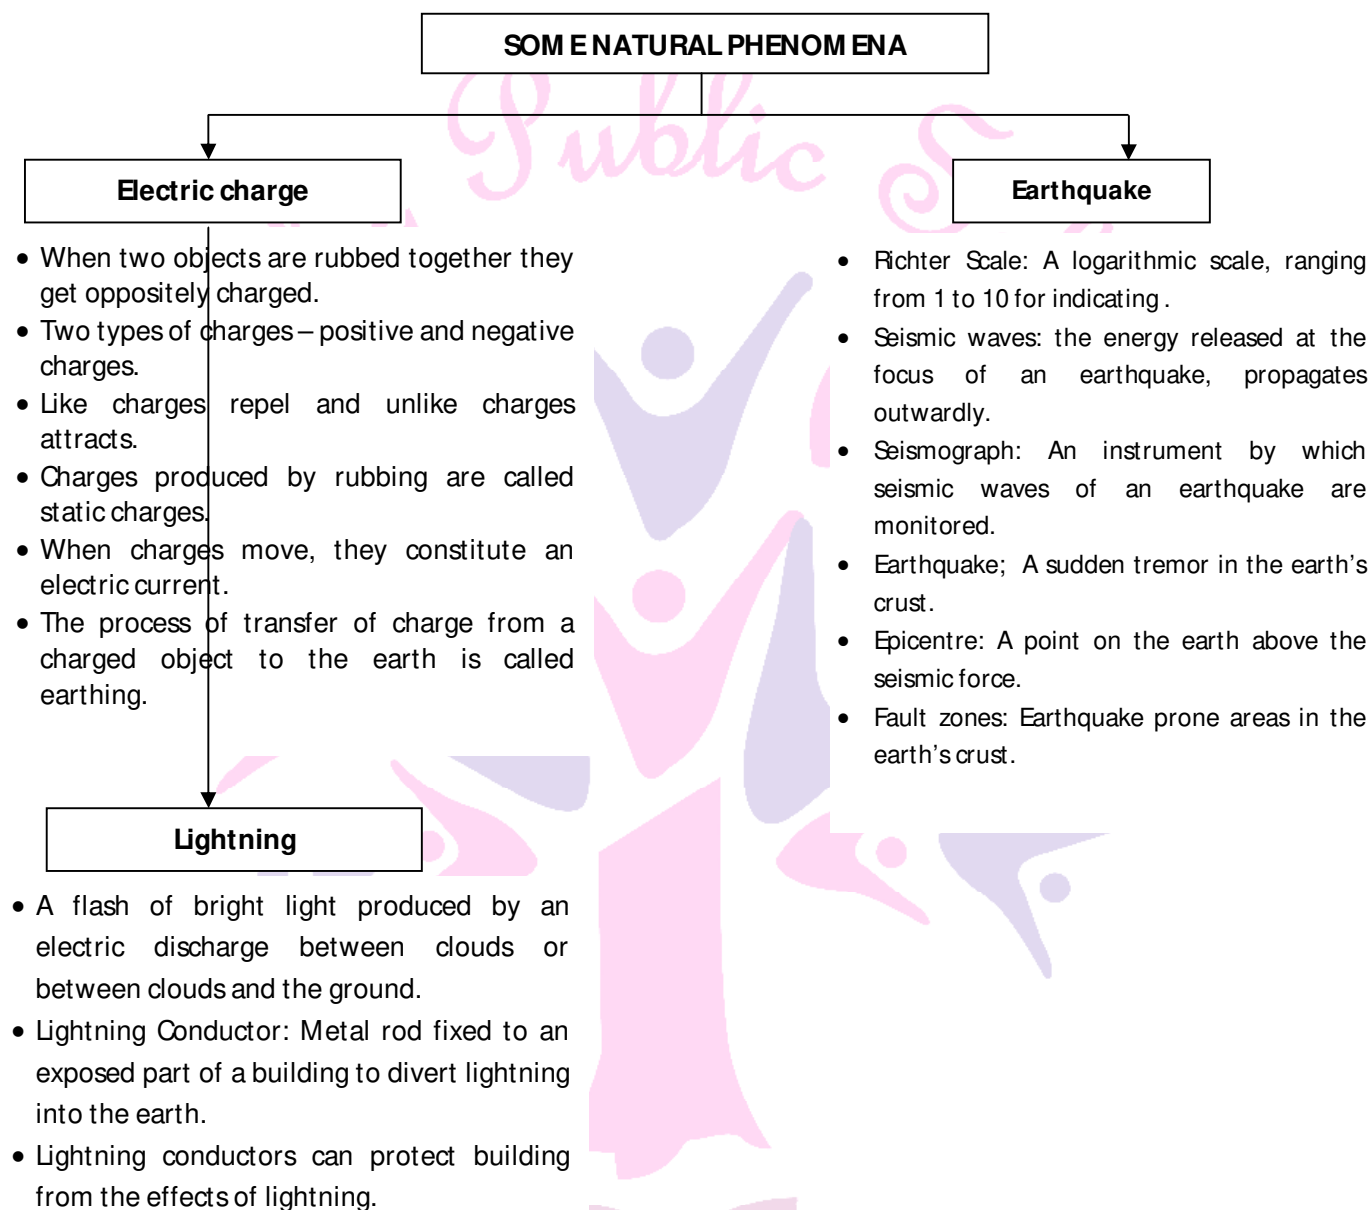 SOME NATURAL PHENOMENA
Public S
Electric charge
• When two objects are rubbed together they
get oppositely charged.
• Two types of charges – positive and negative
charges.
• Like charges repel and unlike charges
attracts.
• Charges produced by rubbing are called
static charges.
• When charges move, they constitute an
electric current.
• The process of transfer of charge from a
charged object to the earth is called
earthing.
Lightning
• A flash of bright light produced by an
electric discharge between clouds or
between clouds and the ground.
• Lightning Conductor: Metal rod fixed to an
exposed part of a building to divert lightning
into the earth.
• Lightning conductors can protect building
from the effects of lightning.
Earthquake
• Richter Scale: A logarithmic scale, ranging
from 1 to 10 for indicating .
• Seismic waves: the energy released at the
focus of an earthquake, propagates
outwardly.
• Seismograph: An instrument by which
seismic waves of an earthquake are
monitored.
• Earthquake; A sudden tremor in the earth's
crust.
• Epicentre: A point on the earth above the
seismic force.
• Fault zones: Earthquake prone areas in the
earth's crust.